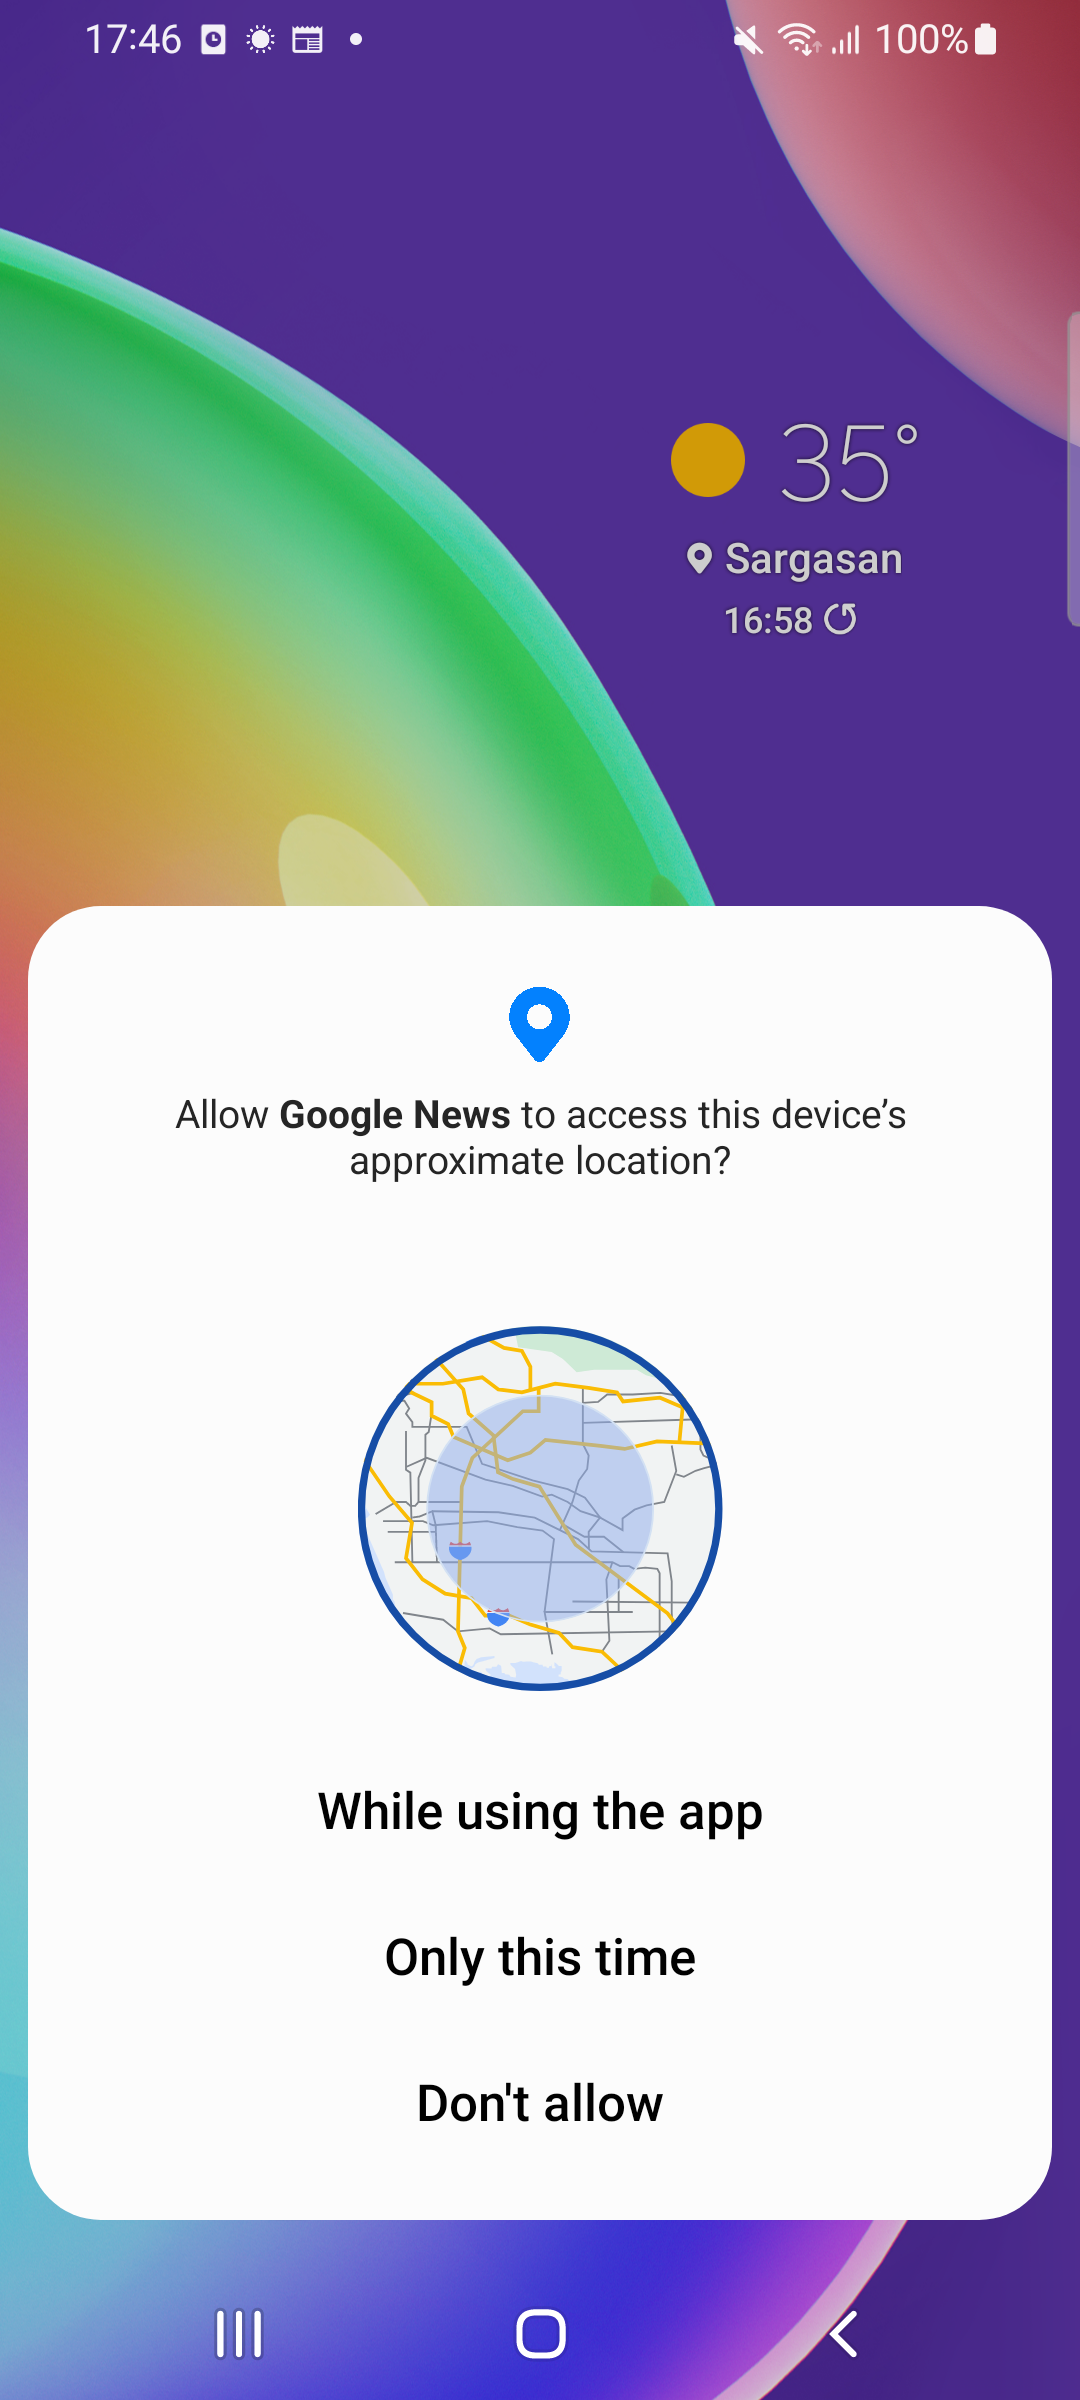 17:46
100%
35°
Sargasan
16:58
Allow Google News to access this device’s
approximate location?
While using the app
Only this time
Don't allow